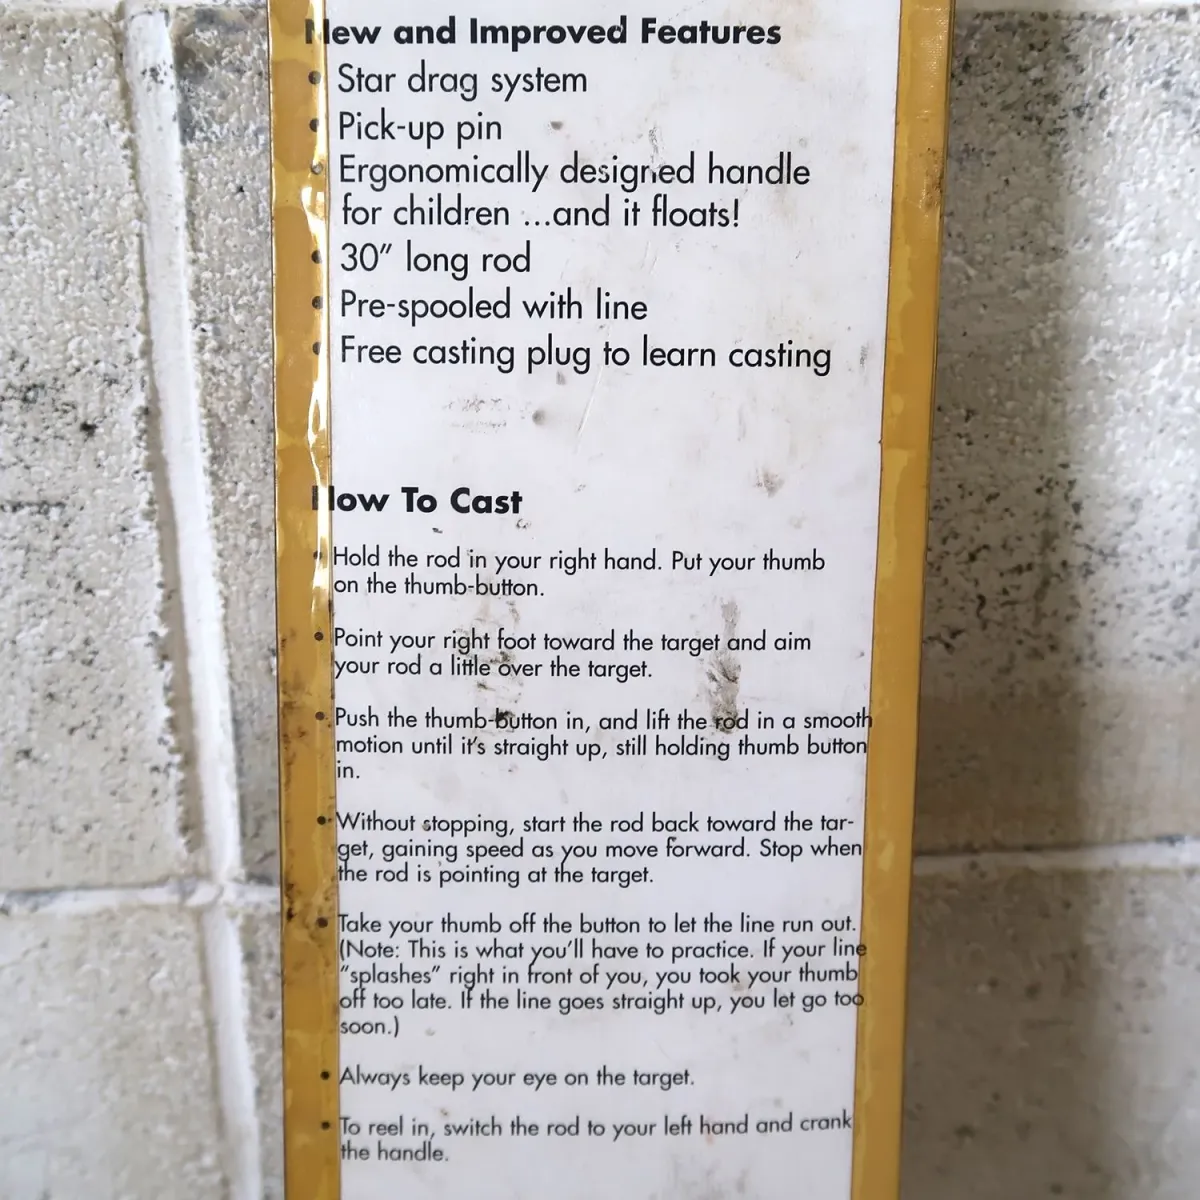 New and Improved Features
• Star drag system
• Pick-up pin
• Ergonomically designed handle
for children ...and it floats!
• 30" long rod
• Pre-spooled with line
• Free casting plug to learn casting
How To Cast
• Hold the rod in your right hand. Put your thumb
on the thumb-button.
• Point your right foot toward the target and aim
your rod a little over the target.
• Push the thumb-button in, and lift the rod in a smooth
motion until it's straight up, still holding thumb button
in.
• Without stopping, start the rod back toward the tar-
get, gaining speed as you move forward. Stop when
the rod is pointing at the target.
• Take your thumb off the button to let the line run out.
(Note: This is what you'll have to practice. If your line
"splashes" right in front of you, you took your thumb
off too late. If the line goes straight up, you let go too
soon.)
• Always keep your eye on the target.
• To reel in, switch the rod to your left hand and crank
the handle.